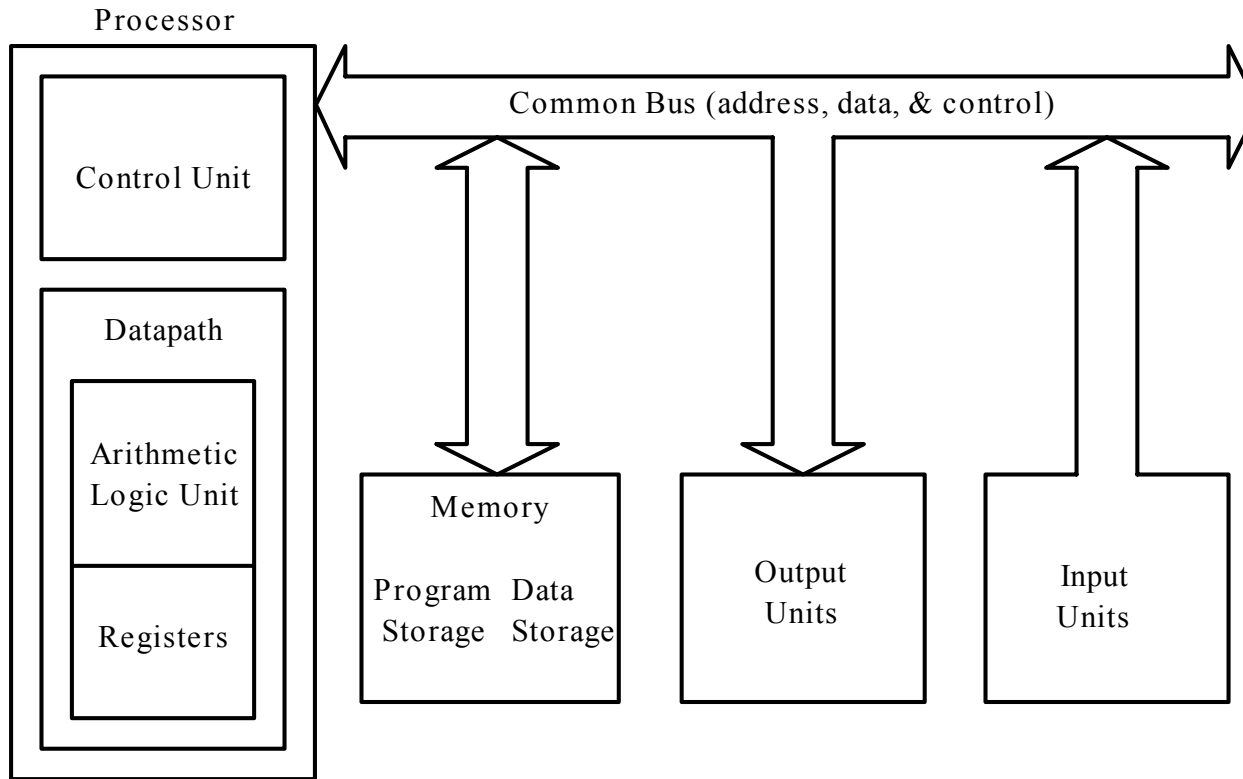 Processor
Common Bus (address, data, & control)
Control Unit
Datapath
Arithmetic
Logic Unit
Registers
Memory
Program Data
Storage Storage
Output
Units
Input
Units